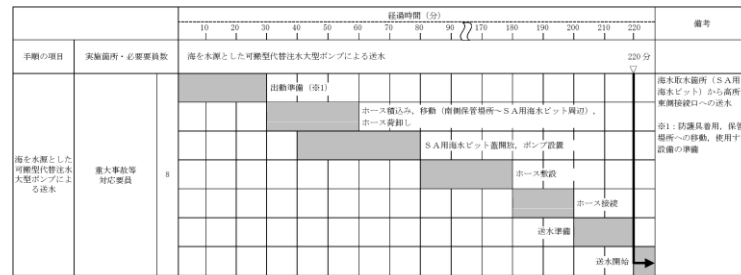 経過時間（分）
備考
10 20 30 40 50 60 70 80 90 170 180 190 200 210 220
手順の項目
実施箇所・必要要員数
海を水源とした可搬型代替注水大型ポンプによる送水
220 分
▽
出動準備（※1）
ホース積込み，移動（南側保管場所～ＳＡ用海水ピット周辺），
ホース荷卸し
ＳＡ用海水ピット蓋開放，ポンプ設置
ホース敷設
ホース接続
送水準備
送水開始
海を水源とした
可搬型代替注水
大型ポンプによ
る送水
重大事故等
対応要員
8
海水取水箇所（ＳＡ用
海水ピット）から高所
東側接続口への送水
※1：防護具着用，保管
場所への移動，使用す
設備の準備